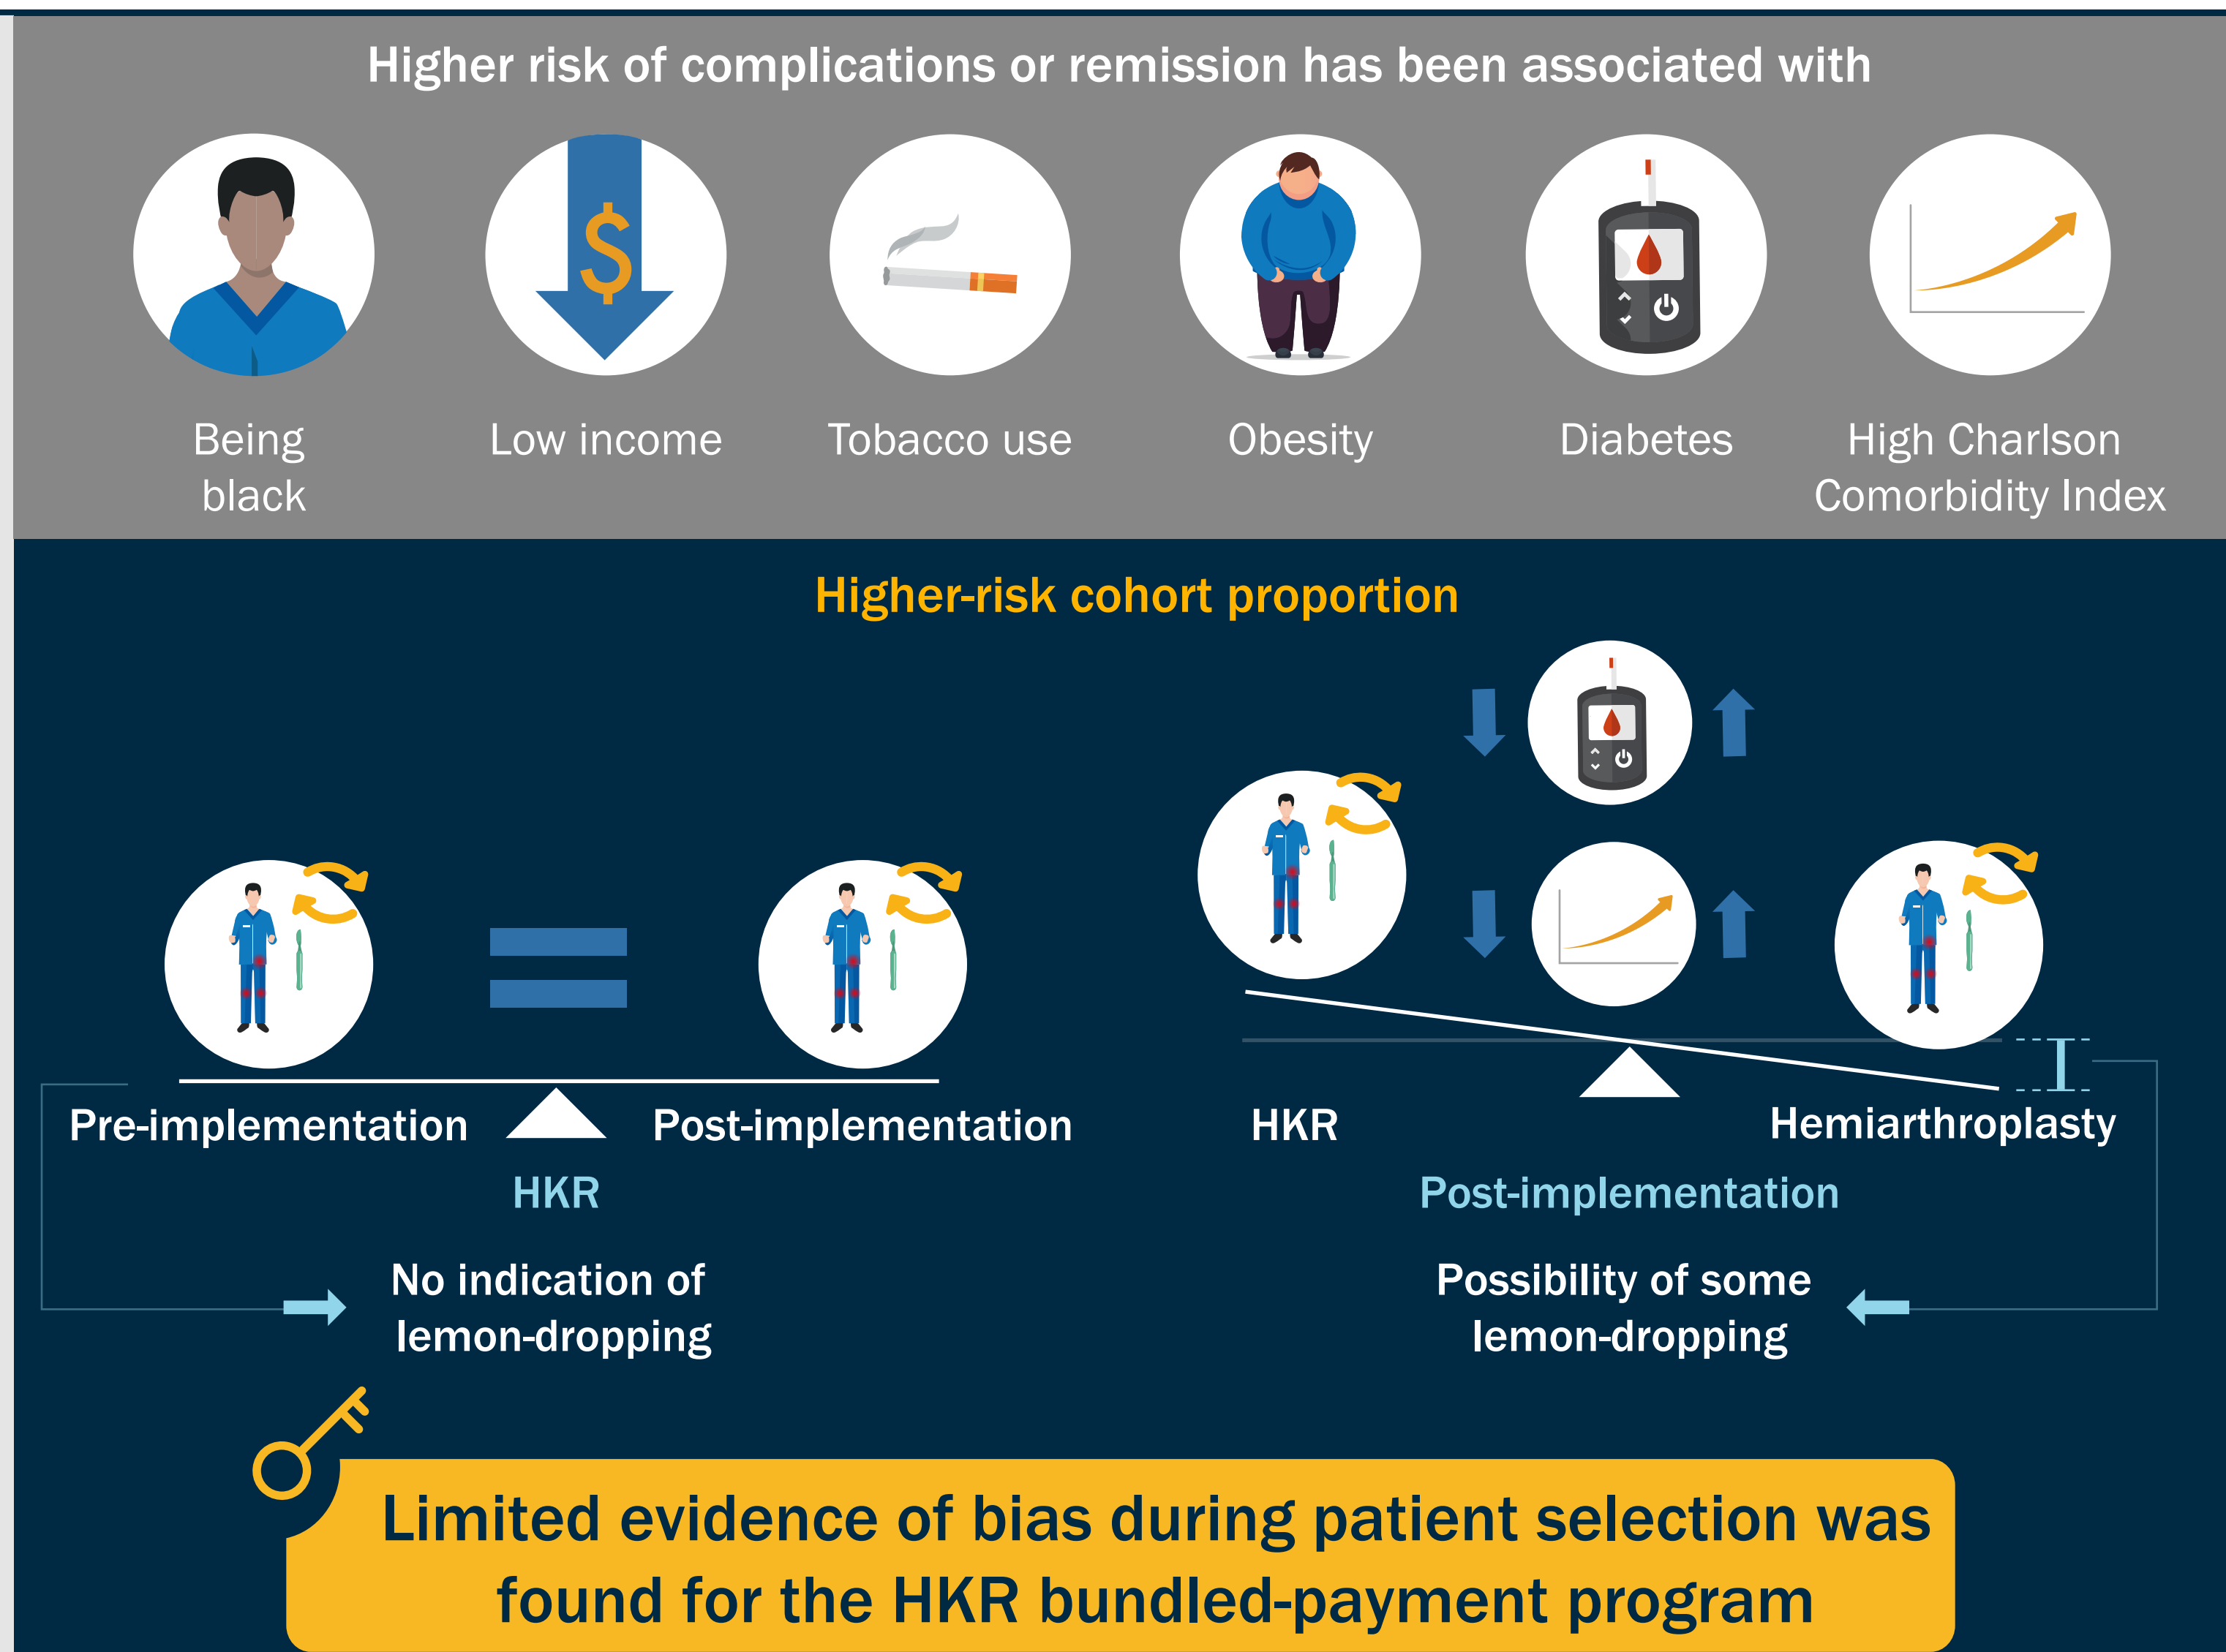 Higher risk of complications or remission has been associated with
Being
black
Low income
Tobacco use
Obesity
Diabetes
High Charlson
Comorbidity Index
Higher-risk cohort proportion
Pre-implementation
Post-implementation
HKR
No indication of
lemon-dropping
HKR
Hemiarthroplasty
Post-implementation
Possibility of some
lemon-dropping
Limited evidence of bias during patient selection was
found for the HKR bundled-payment program